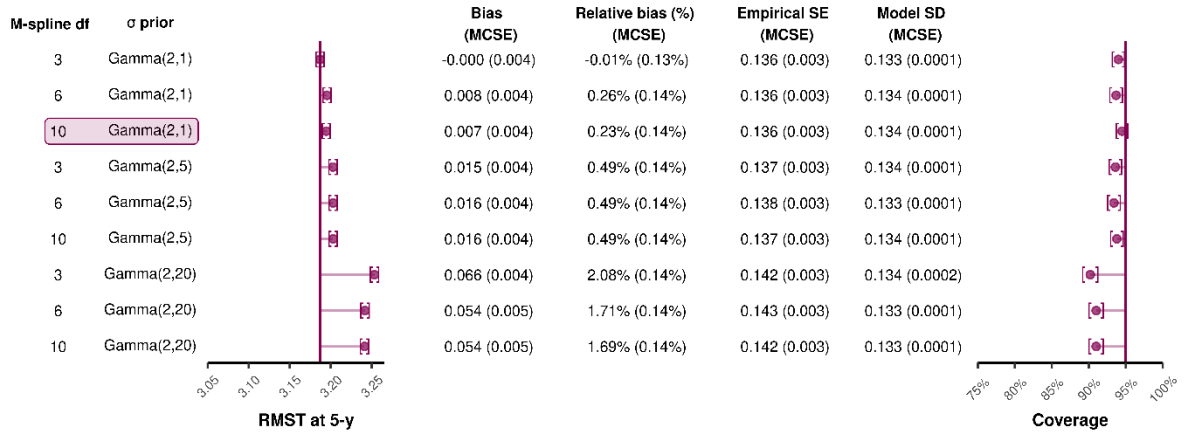 Bias Relative bias (%) Empirical SE Model SD
M-spline df σ prior (MCSE) (MCSE) (MCSE) (MCSE)
3 Gamma(2,1) -0.000 (0.004) -0.01% (0.13%) 0.136 (0.003) 0.133 (0.0001)
6 Gamma(2,1) 0.008 (0.004) 0.26% (0.14%) 0.136 (0.003) 0.134 (0.0001)
10 Gamma(2,1) 0.007 (0.004) 0.23% (0.14%) 0.136 (0.003) 0.134 (0.0001)
3 Gamma(2,5) 0.015 (0.004) 0.49% (0.14%) 0.137 (0.003) 0.134 (0.0001)
6 Gamma(2,5) 0.016 (0.004) 0.49% (0.14%) 0.138 (0.003) 0.133 (0.0001)
10 Gamma(2,5) 0.016 (0.004) 0.49% (0.14%) 0.137 (0.003) 0.134 (0.0001)
3 Gamma(2,20) 0.066 (0.004) 2.08% (0.14%) 0.142 (0.003) 0.134 (0.0002)
6 Gamma(2,20) 0.054 (0.005) 1.71% (0.14%) 0.143 (0.003) 0.133 (0.0001)
10 Gamma(2,20) 0.054 (0.005) 1.69% (0.14%) 0.142 (0.003) 0.133 (0.0001)
3.05 3.10 3.15 3.20 3.25 75% 80% 85% 90% 95% 100%
RMST at 5-y Coverage